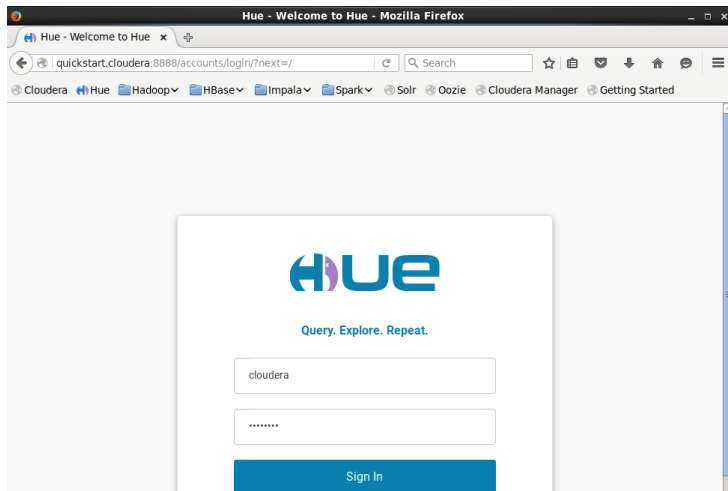 Hue - Welcome to Hue - Mozilla Firefox
Hue - Welcome to Hue
quickstart.cloudera:8888/accounts/login/?next=/
Search
Cloudera Hue Hadoop HBase Impala Spark Solr Oozie Cloudera Manager Getting Started
HUE
Query. Explore. Repeat.
cloudera
••••••••
Sign In